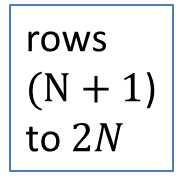 rows
(N + 1)
to 2N